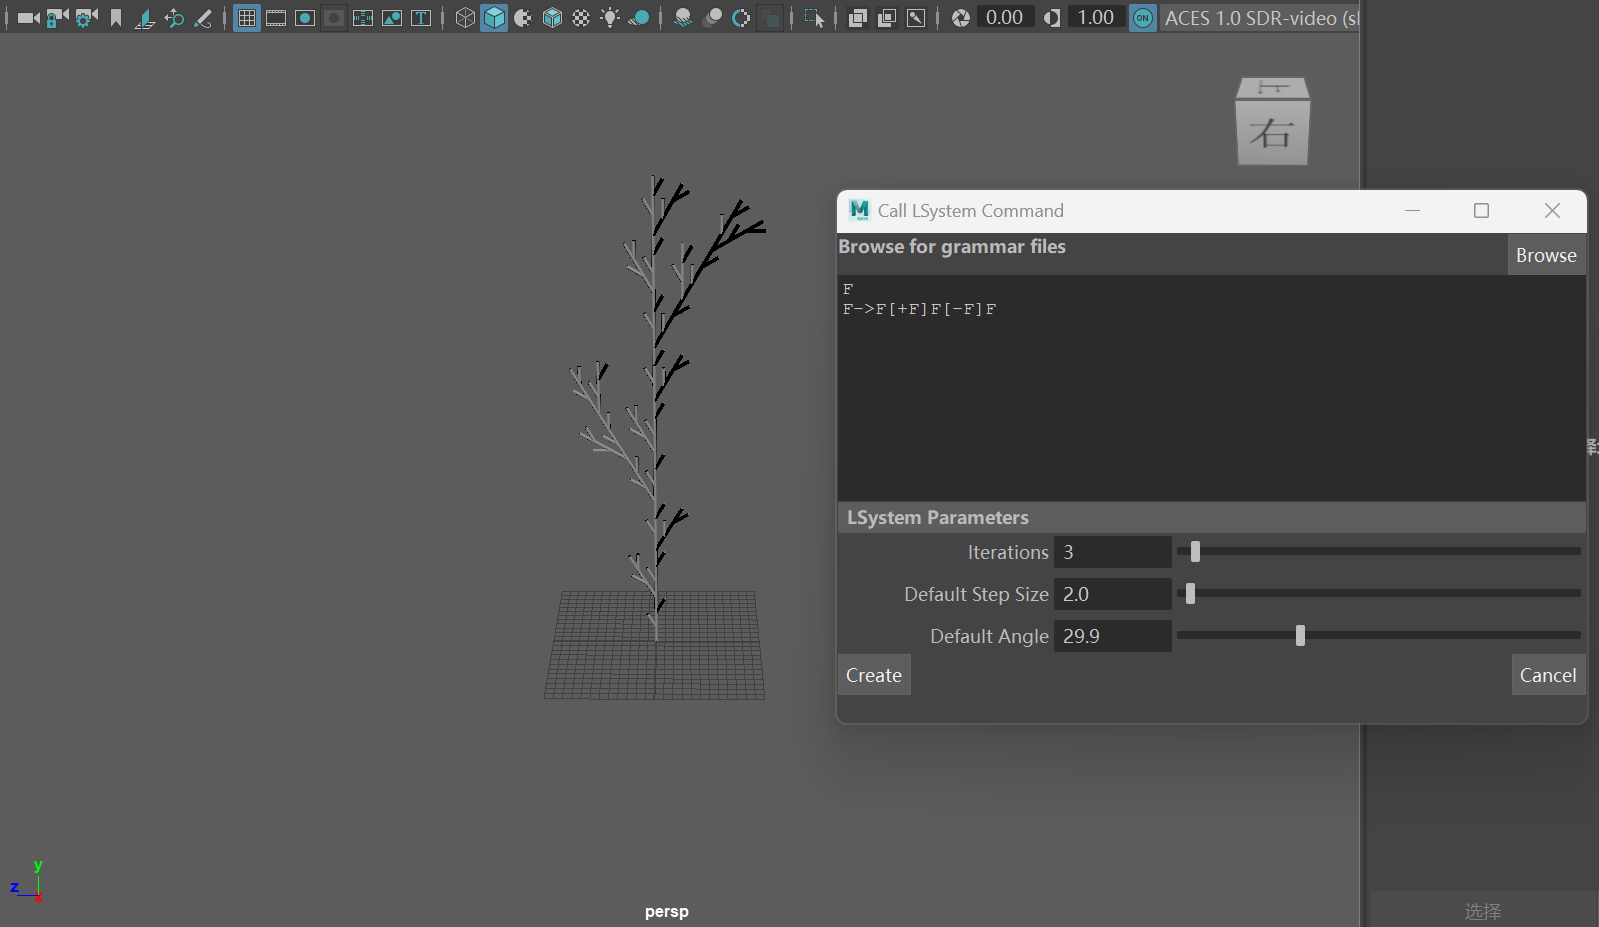 0.00
1.00
ON
ACES 1.0 SDR-video (s
右
Call LSystem Command
Browse for grammar files
Browse
F
F->F[+F]F[-F]F
LSystem Parameters
Iterations 3
Default Step Size 2.0
Default Angle 29.9
Create
Cancel
y
z
persp
选择